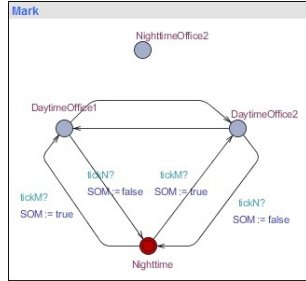 Mark
NighttimeOffice2
DaytimeOffice1
DaytimeOffice2
tickN?
tickM?
SOM := false
SOM := true
tickM?
tickN?
SOM := true
SOM := false
Nighttime